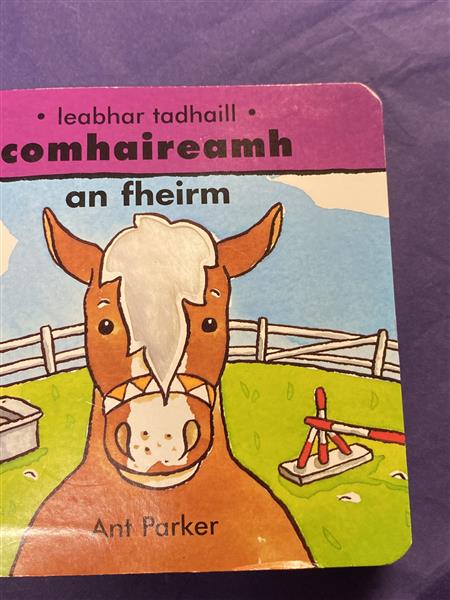 • leabhar tadhaill •
comhaireamh
an fheirm
Ant Parker